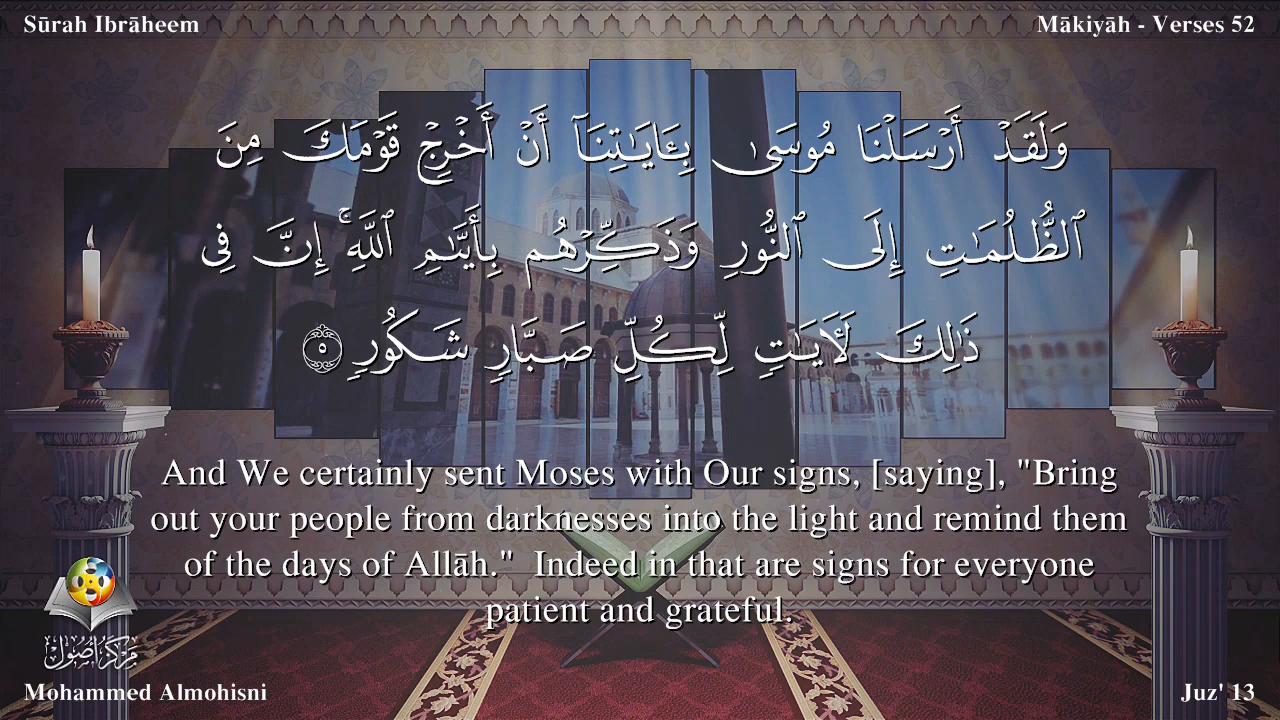 Sūrah Ibrāheem
Mākiyāh - Verses 52
وَلَقَدْ أَرْسَلْنَا مُوسَىٰ بِـَٔايَـٰتِنَآ أَنْ أَخْرِجْ قَوْمَكَ مِنَ
ٱلظُّلُمَـٰتِ إِلَى ٱلنُّورِ وَذَكِّرْهُم بِأَيَّىٰمِ ٱللَّهِ ۚ إِنَّ فِى
ذَٰلِكَ لَـَٔايَـٰتٍ لِّكُلِّ صَبَّارٍ شَكُورٍ ٥
And We certainly sent Moses with Our signs, [saying], "Bring
out your people from darknesses into the light and remind them
of the days of Allāh."  Indeed in that are signs for everyone
patient and grateful.
مركز أصول
Mohammed Almohisni
Juz' 13